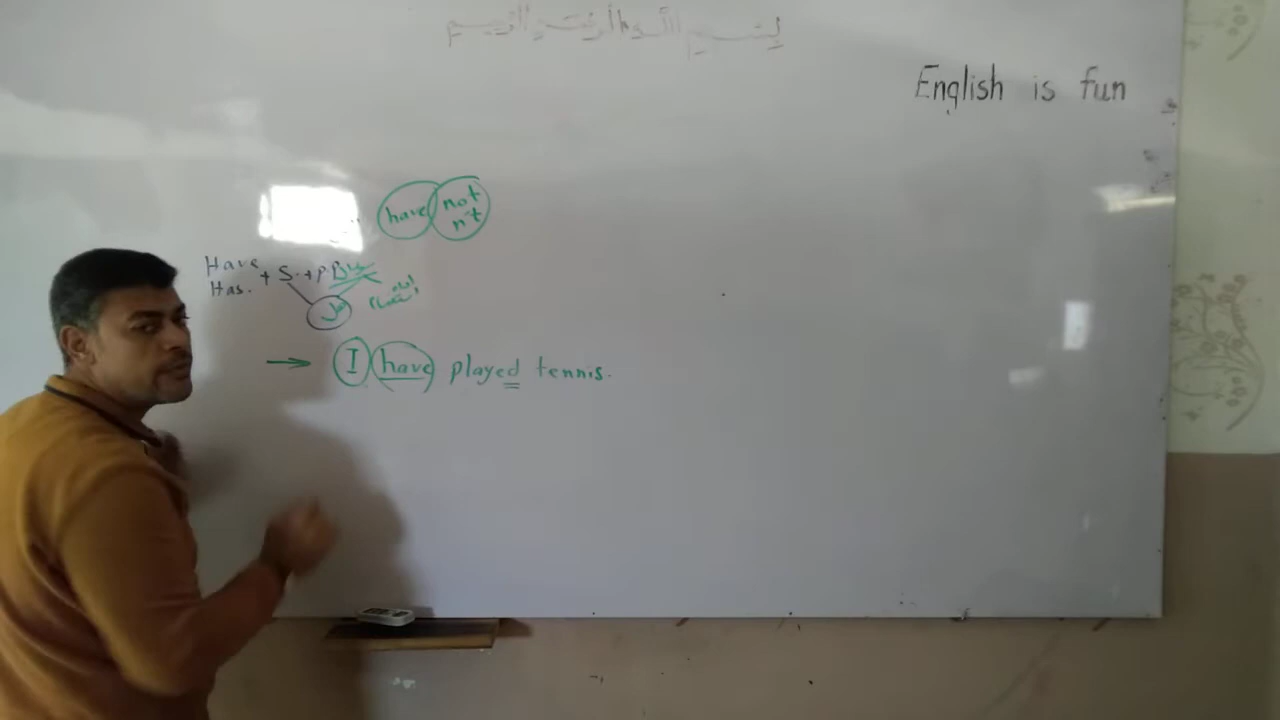 بسم الله الرحمن الرحيم
English is fun
have not
n't
Have
Has. + S. + P.
→ I have played tennis.